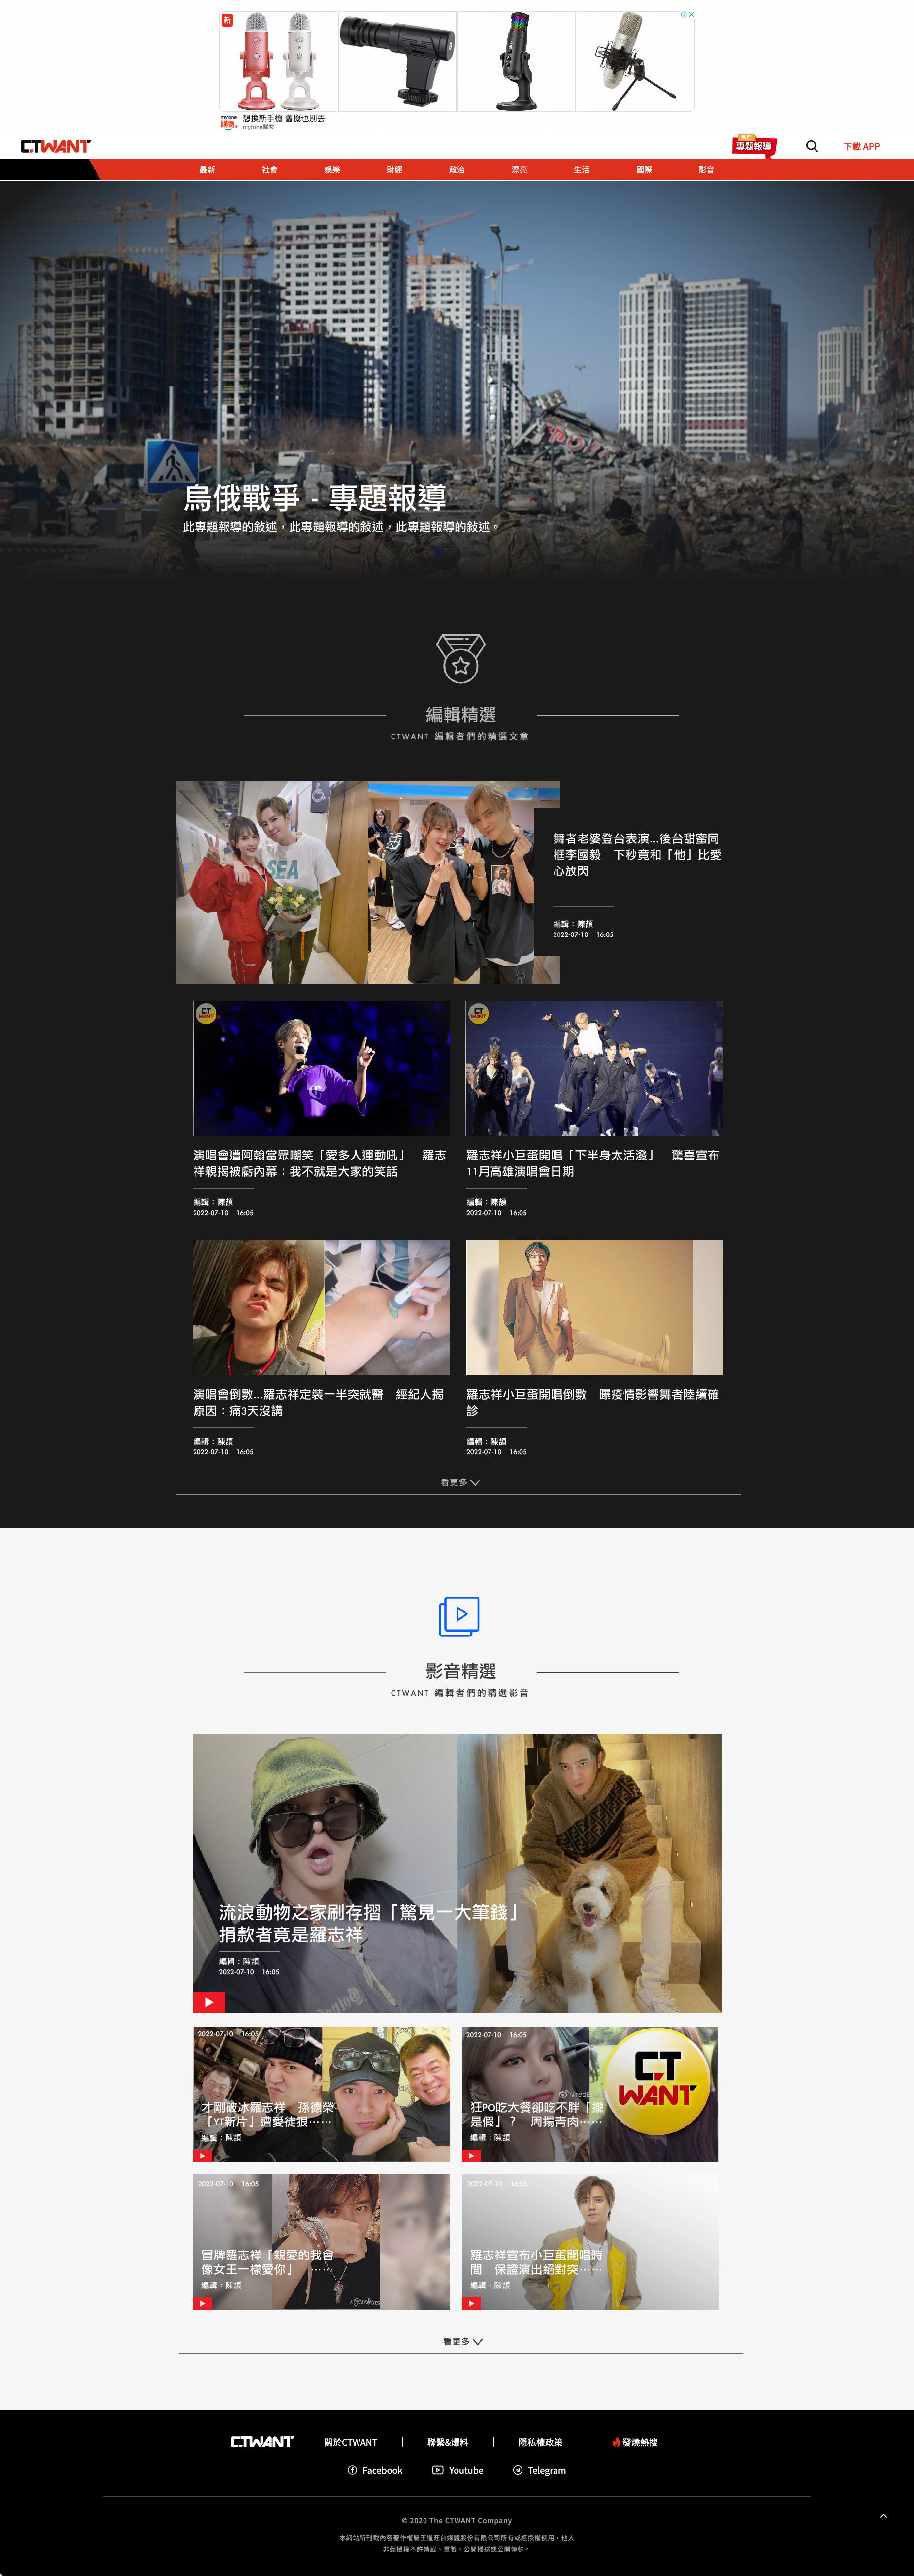 新
myfone
購物
想換新手機 舊機也別丟
myfone購物
CTWANT
熱門
專題報導
下載 APP
最新 社會 娛樂 財經 政治 漂亮 生活 國際 影音
烏俄戰爭 - 專題報導
此專題報導的敍述，此專題報導的敍述，此專題報導的敍述。
編輯精選
CTWANT 編輯者們的精選文章
SEA
舞者老婆登台表演...後台甜蜜同
框李國毅 下秒竟和「他」比愛
心放閃
編輯：陳頡
2022-07-10 16:05
CT
WANT
CT
WANT
演唱會遭阿翰當眾嘲笑「愛多人運動吼」 羅志
祥親揭被虧內幕：我不就是大家的笑話
編輯：陳頡
2022-07-10 16:05
羅志祥小巨蛋開唱「下半身太活潑」 驚喜宣布
11月高雄演唱會日期
編輯：陳頡
2022-07-10 16:05
演唱會倒數...羅志祥定裝一半突就醫 經紀人揭
原因：痛3天沒講
編輯：陳頡
2022-07-10 16:05
羅志祥小巨蛋開唱倒數 曝疫情影響舞者陸續確
診
編輯：陳頡
2022-07-10 16:05
看更多
影音精選
CTWANT 編輯者們的精選影音
流浪動物之家刷存摺「驚見一大筆錢」
捐款者竟是羅志祥
編輯：陳頡
2022-07-10 16:05
2022-07-10 16:05
才剛破冰羅志祥 孫德榮
「YT新片」遭愛徒狠……
編輯：陳頡
2022-07-10 16:05
CT
WANT
狂PO吃大餐卻吃不胖「攏
是假」？ 周揚青肉……
編輯：陳頡
2022-07-10 16:05
冒牌羅志祥「親愛的我會
像女王一樣愛你」 ……
編輯：陳頡
2022-07-10 16:05
羅志祥宣布小巨蛋開唱時
間 保證演出絕對突……
編輯：陳頡
看更多
CTWANT
關於CTWANT
聯繫&爆料
隱私權政策
發燒熱搜
Facebook
Youtube
Telegram
© 2020 The CTWANT Company
本網站所刊載內容著作權屬王道旺台媒體股份有限公司所有或經授權使用，他人
非經授權不許轉載、重製、公開播送或公開傳輸。